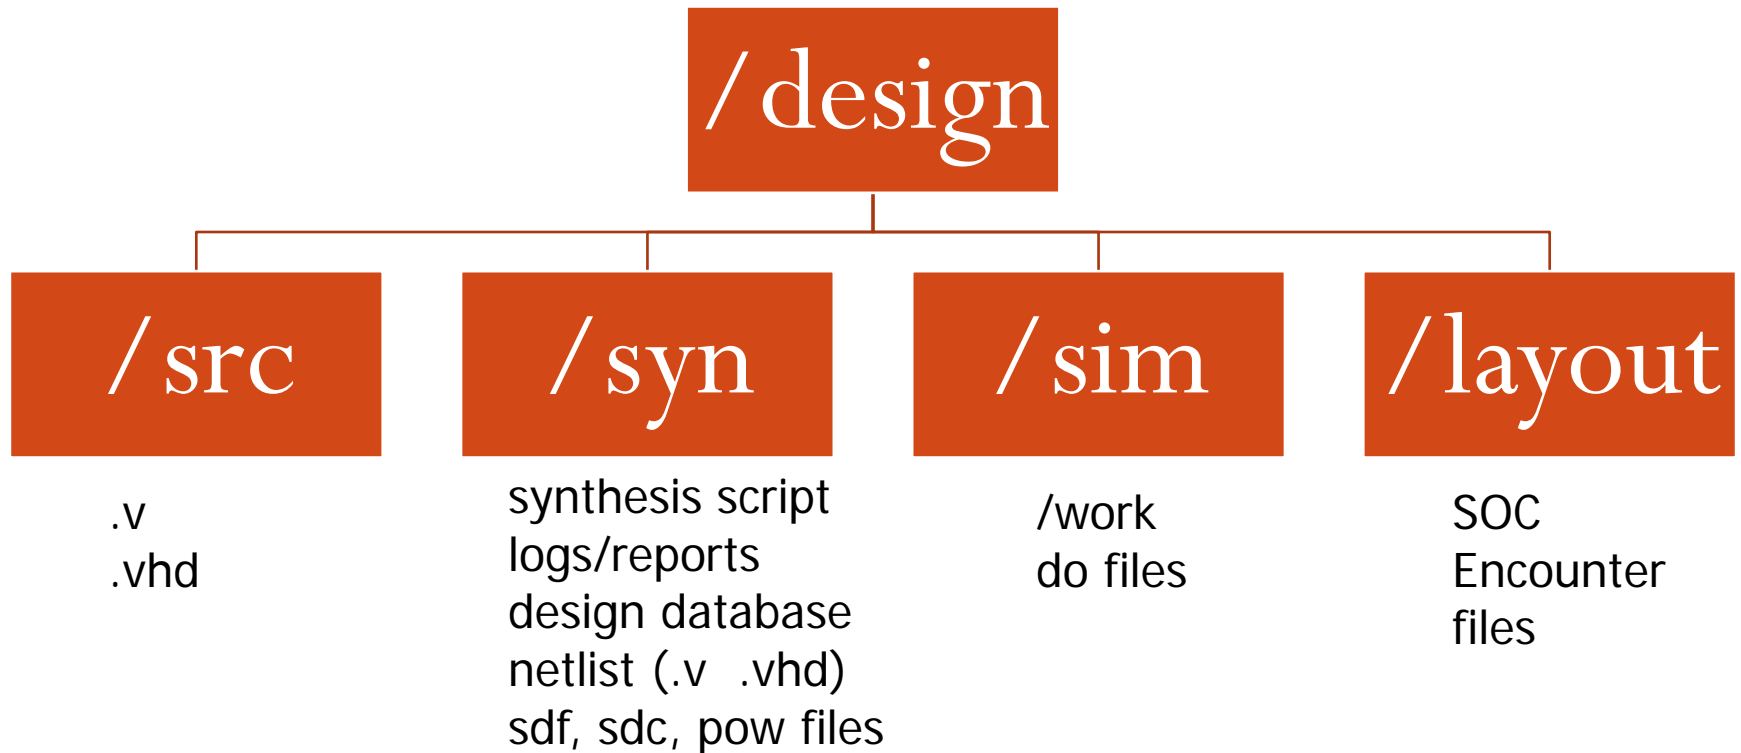 /design
/src
/syn
/sim
/layout
.v
.vhd
synthesis script
logs/reports
design database
netlist (.v .vhd)
sdf, sdc, pow files
/work
do files
SOC
Encounter
files